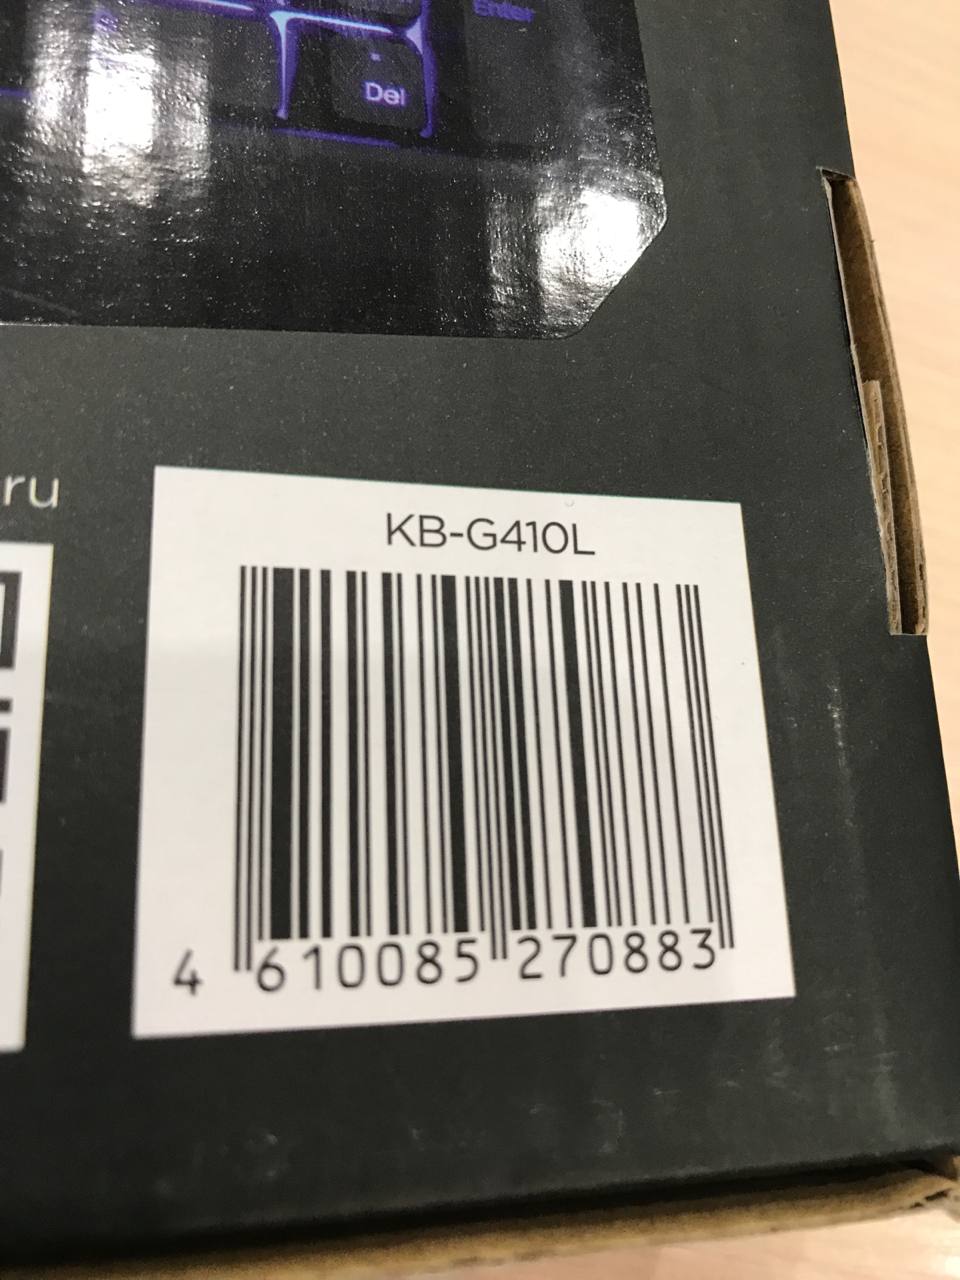 Enter
Del
ru
KB-G410L
4 610085 270883